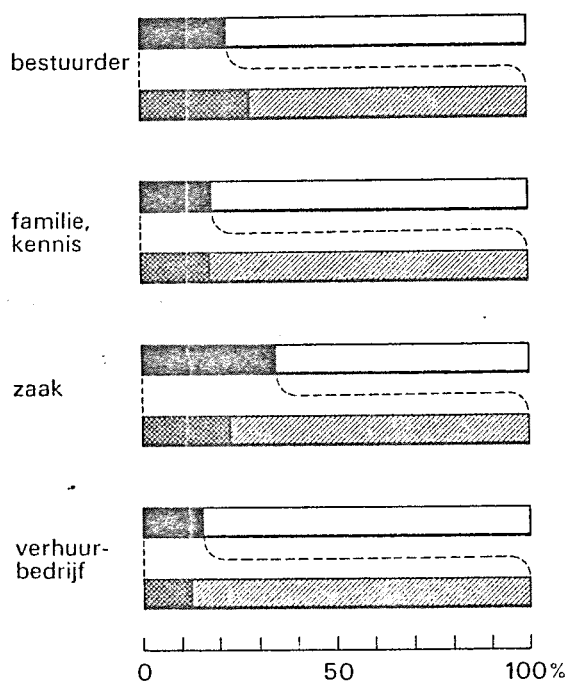 bestuurder
familie,
kennis
zaak
verhuur-
bedrijf
0 50 100%